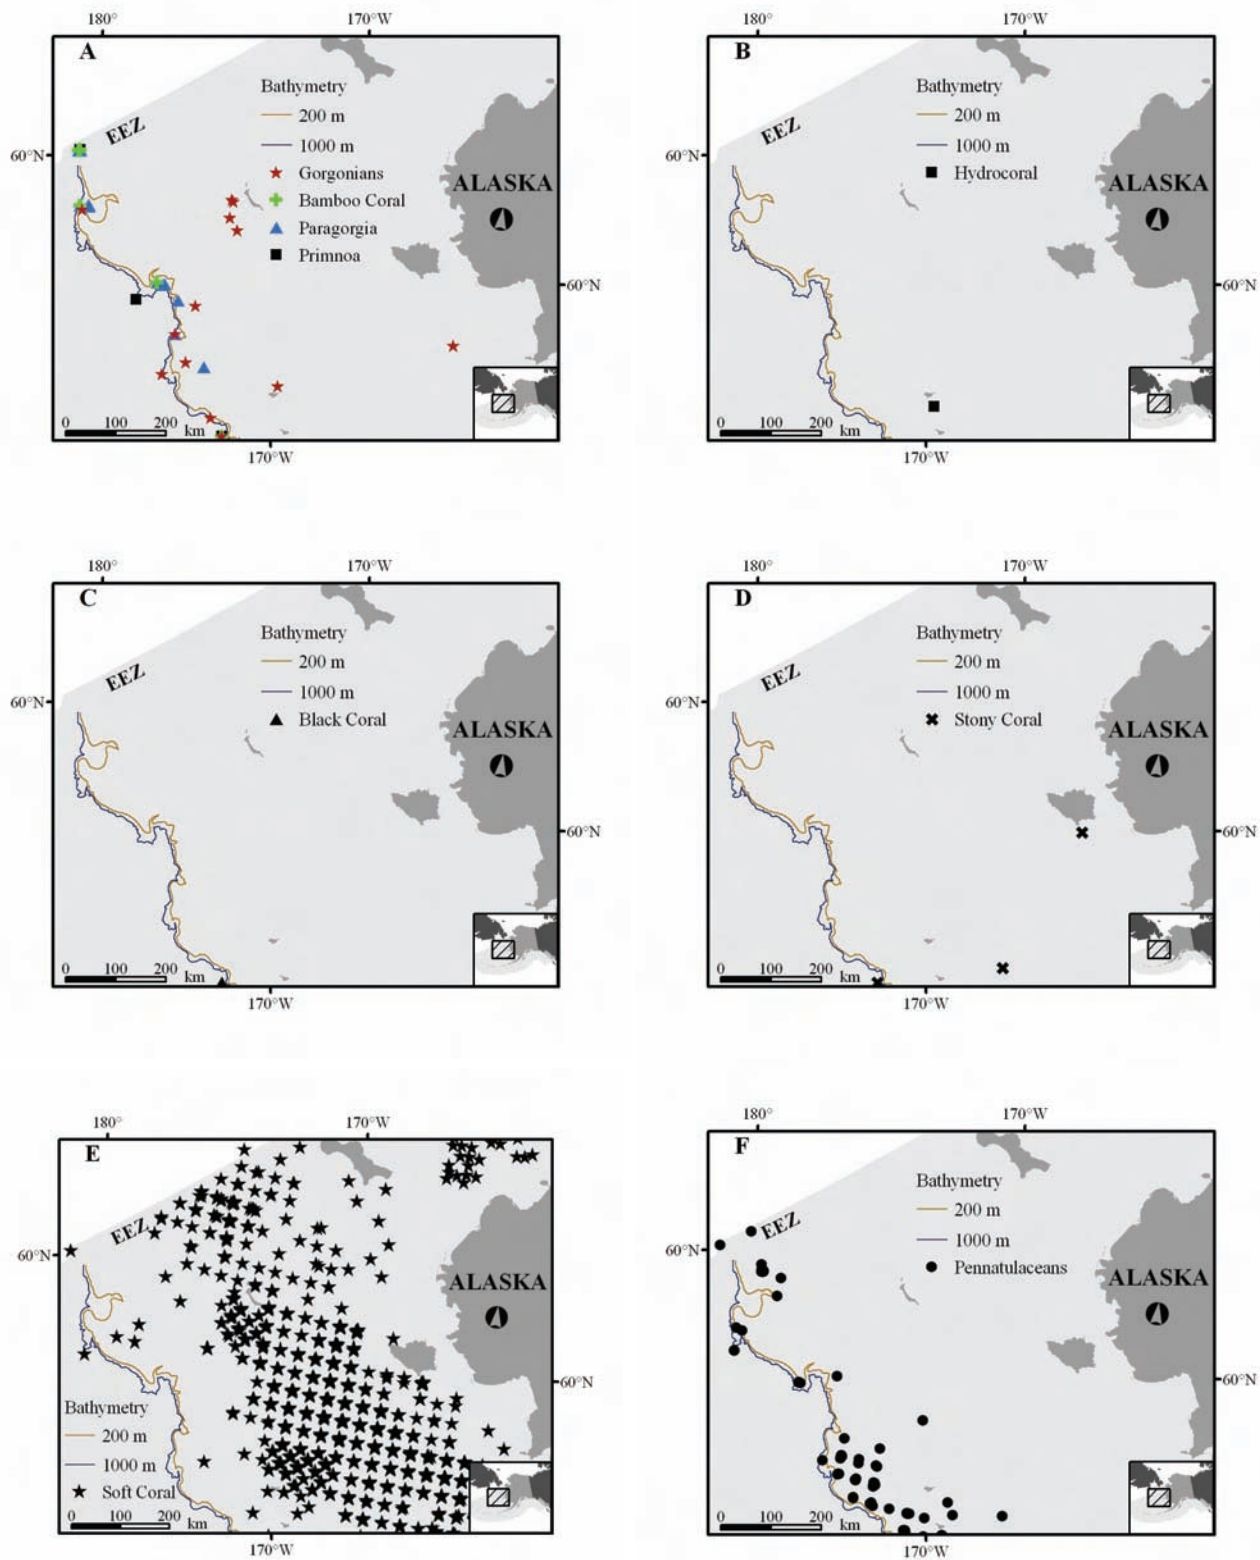 180° 170°W
A
Bathymetry
200 m
1000 m
Gorgonians
Bamboo Coral
Paragorgia
Primnoa
EEZ
60°N
ALASKA
60°N
0 100 200 km
170°W
180° 170°W
B
Bathymetry
200 m
1000 m
Hydrocoral
EEZ
60°N
ALASKA
60°N
0 100 200 km
170°W
180° 170°W
C
Bathymetry
200 m
1000 m
Black Coral
EEZ
60°N
ALASKA
60°N
0 100 200 km
170°W
180° 170°W
D
Bathymetry
200 m
1000 m
Stony Coral
EEZ
60°N
ALASKA
60°N
0 100 200 km
170°W
180° 170°W
E
EEZ
60°N
ALASKA
60°N
Bathymetry
200 m
1000 m
Soft Coral
0 100 200 km
170°W
180° 170°W
F
Bathymetry
200 m
1000 m
Pennatulaceans
EEZ
60°N
ALASKA
60°N
0 100 200 km
170°W